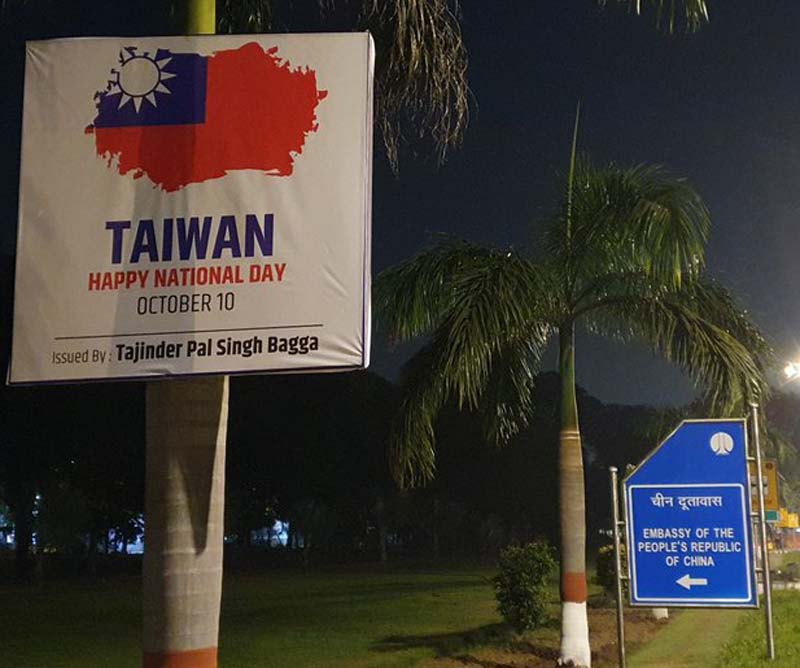 TAIWAN
HAPPY NATIONAL DAY
OCTOBER 10
Issued By : Tajinder Pal Singh Bagga
चीन दूतावास
EMBASSY OF THE
PEOPLE'S REPUBLIC
OF CHINA